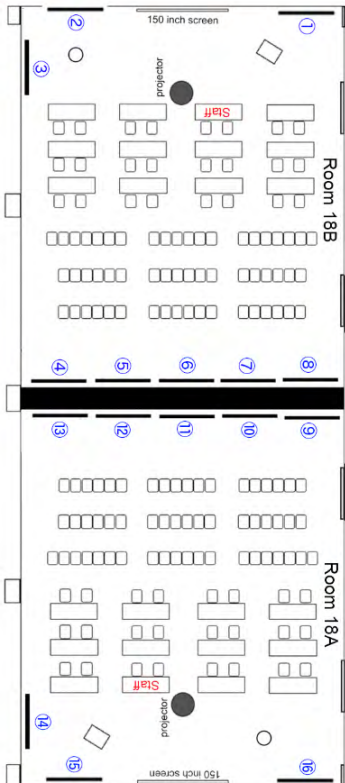 ② 150 inch screen ①
③
projector
Staff
Room 18B
④ ⑤ ⑥ ⑦ ⑧
⑬ ⑫ ⑪ ⑩ ⑨
Room 18A
Staff
projector
⑭
⑮ 150 inch screen ⑯